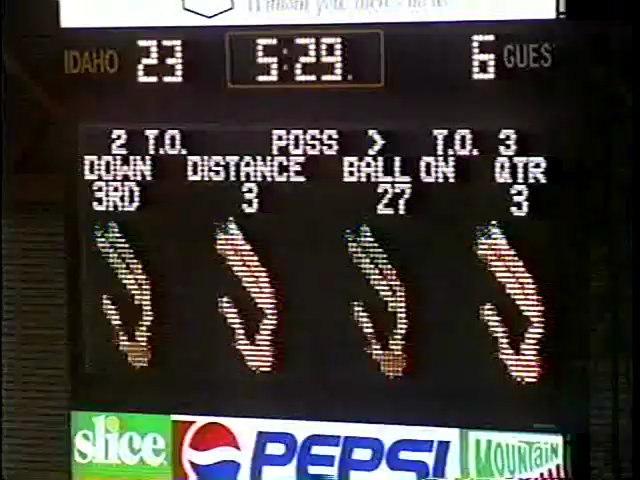 IDAHO 23 5:29 6 GUES
2 T.O. POSS > T.O. 3
DOWN DISTANCE BALL ON QTR
3RD 3 27 3
slice PEPSI MOUNTAIN